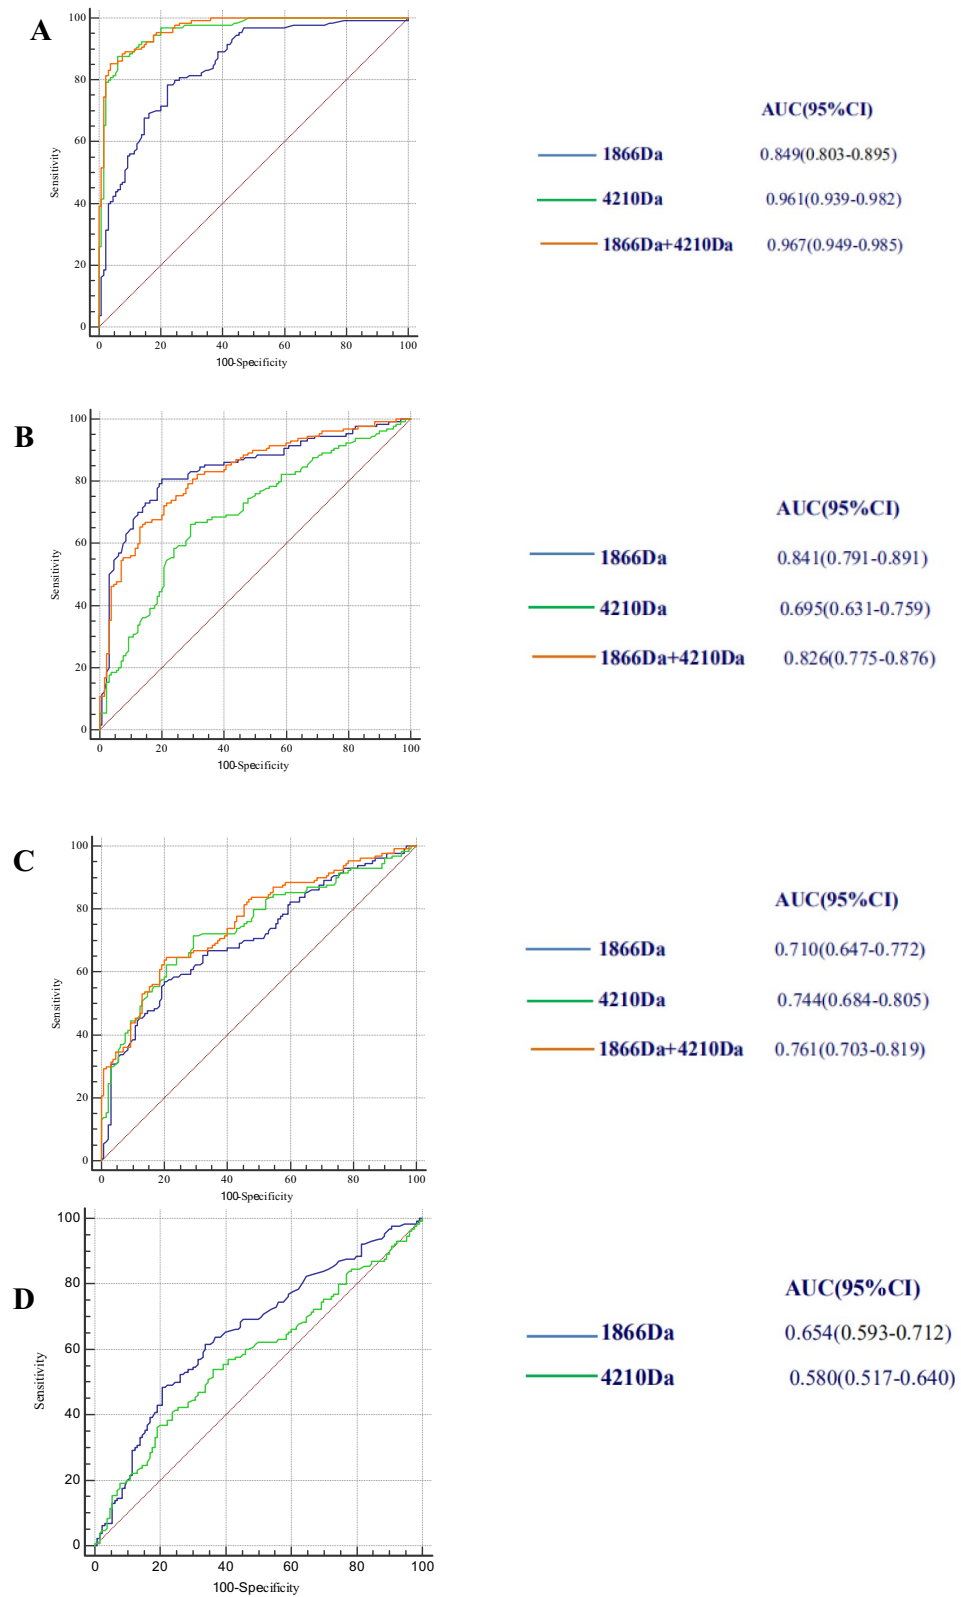 A
100
80
60
40
20
0
Sensitivity
0 20 40 60 80 100
100-Specificity
AUC(95%CI)
1866Da 0.849(0.803-0.895)
4210Da 0.961(0.939-0.982)
1866Da+4210Da 0.967(0.949-0.985)
B
100
80
60
40
20
0
Sensitivity
0 20 40 60 80 100
100-Specificity
AUC(95%CI)
1866Da 0.841(0.791-0.891)
4210Da 0.695(0.631-0.759)
1866Da+4210Da 0.826(0.775-0.876)
C
100
80
60
40
20
0
Sensitivity
0 20 40 60 80 100
100-Specificity
AUC(95%CI)
1866Da 0.710(0.647-0.772)
4210Da 0.744(0.684-0.805)
1866Da+4210Da 0.761(0.703-0.819)
D
100
80
60
40
20
0
Sensitivity
0 20 40 60 80 100
100-Specificity
AUC(95%CI)
1866Da 0.654(0.593-0.712)
4210Da 0.580(0.517-0.640)